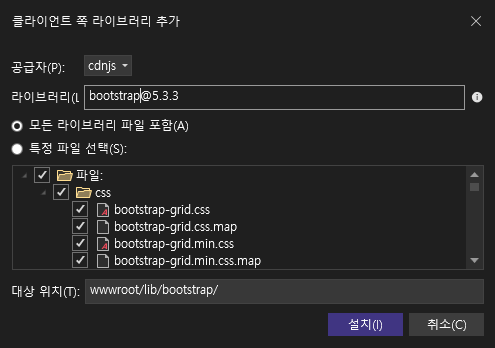 클라이언트 쪽 라이브러리 추가
공급자(P): cdnjs
라이브러리(L bootstrap@5.3.3
모든 라이브러리 파일 포함(A)
특정 파일 선택(S):
파일:
css
bootstrap-grid.css
bootstrap-grid.css.map
bootstrap-grid.min.css
bootstrap-grid.min.css.map
대상 위치(T): wwwroot/lib/bootstrap/
설치(I) 취소(C)